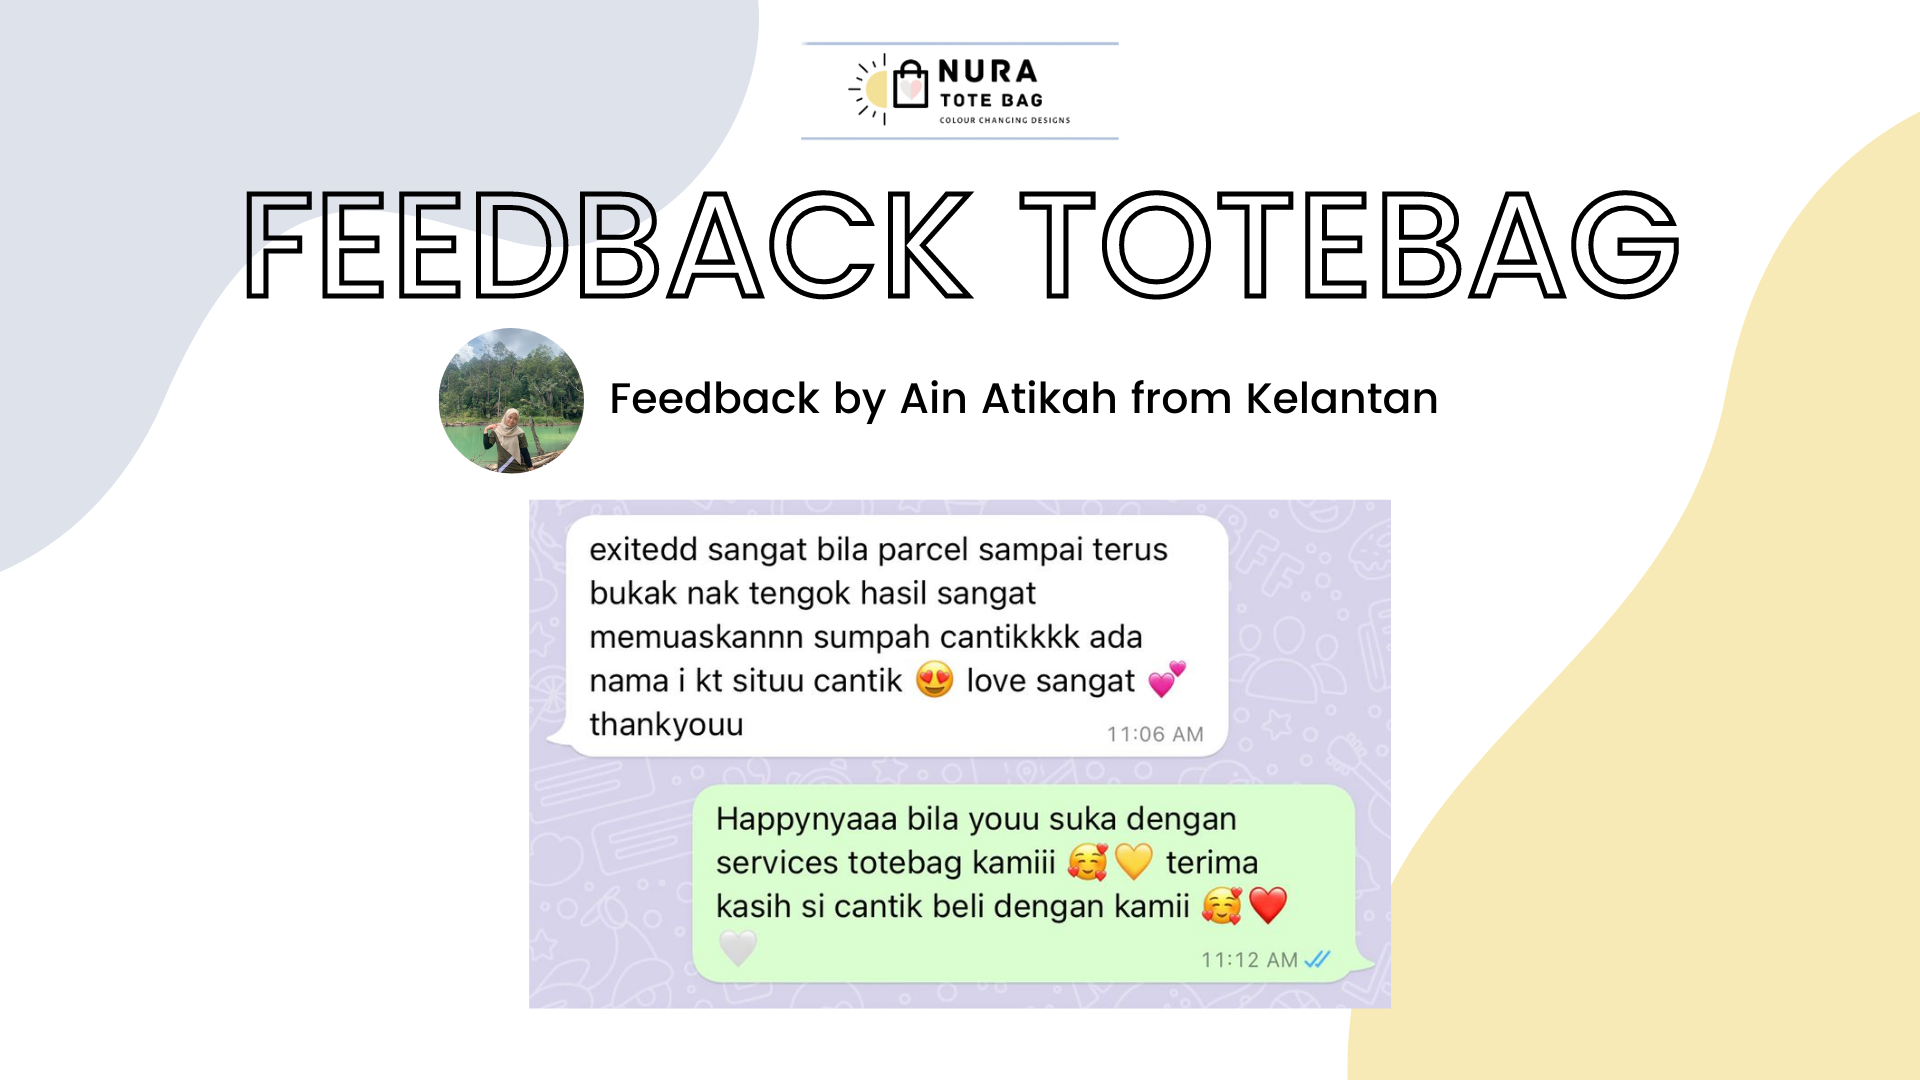 NURA
TOTE BAG
COLOUR CHANGING DESIGNS
FEEDBACK TOTEBAG
Feedback by Ain Atikah from Kelantan
exitedd sangat bila parcel sampai terus
bukak nak tengok hasil sangat
memuaskannn sumpah cantikkkk ada
nama i kt situu cantik 😍 love sangat 💕
thankyouu
11:06 AM
Happynyaaa bila youu suka dengan
services totebag kamiii 🥰💛 terima
kasih si cantik beli dengan kamii 🥰❤️
🤍
11:12 AM